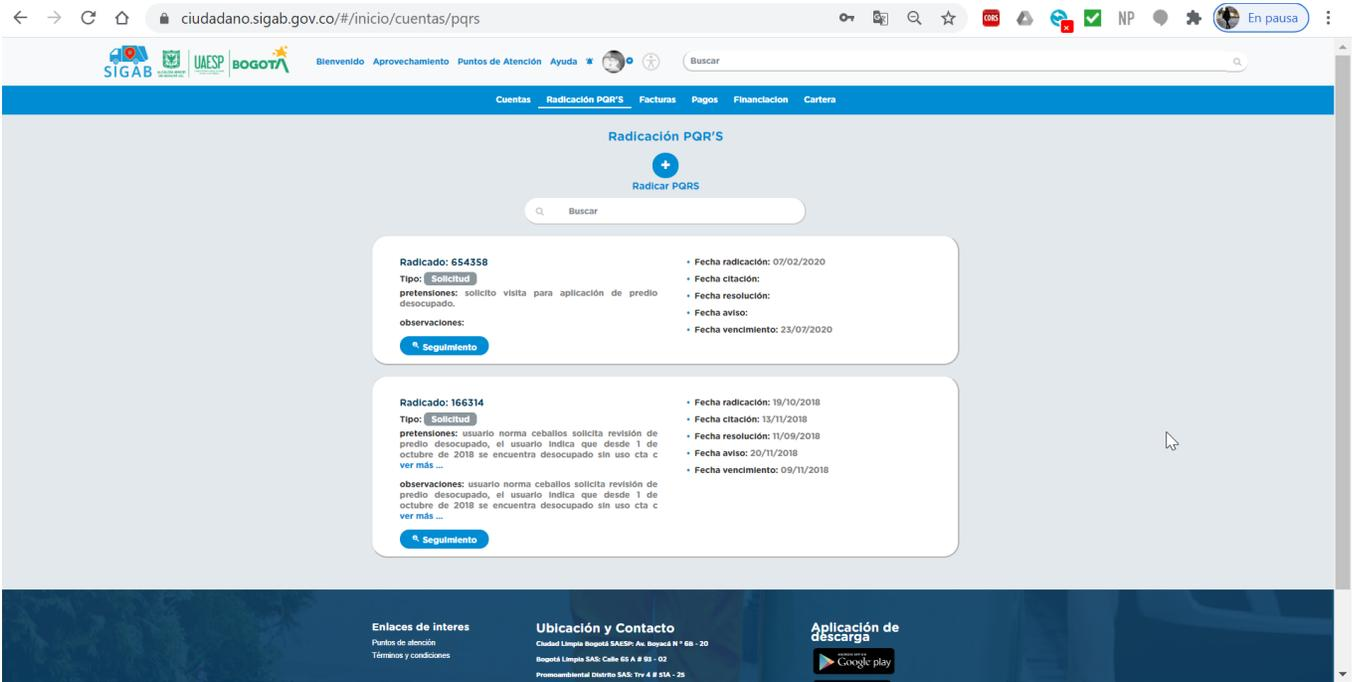 ciudadano.sigab.gov.co/#/inicio/cuentas/pqrs
CORS
NP
En pausa
SIGAB
UAESP
BOGOTÁ
Bienvenido Aprovechamiento Puntos de Atención Ayuda
Buscar
Cuentas Radicación PQR'S Facturas Pagos Financiacion Cartera
Radicación PQR'S
+
Radicar PQRS
Buscar
Radicado: 654358
Tipo: Solicitud
pretensiones: solicito visita para aplicación de predio
desocupado.
observaciones:
Seguimiento
• Fecha radicación: 07/02/2020
• Fecha citación:
• Fecha resolución:
• Fecha aviso:
• Fecha vencimiento: 23/07/2020
Radicado: 166314
Tipo: Solicitud
pretensiones: usuario norma ceballos solicita revisión de
predio desocupado, el usuario indica que desde 1 de
octubre de 2018 se encuentra desocupado sin uso cta c
ver más ...
observaciones: usuario norma ceballos solicita revisión de
predio desocupado, el usuario indica que desde 1 de
octubre de 2018 se encuentra desocupado sin uso cta c
ver más ...
Seguimiento
• Fecha radicación: 19/10/2018
• Fecha citación: 13/11/2018
• Fecha resolución: 11/09/2018
• Fecha aviso: 20/11/2018
• Fecha vencimiento: 09/11/2018
Enlaces de interes
Puntos de atención
Términos y condiciones
Ubicación y Contacto
Ciudad Limpia Bogotá SAESP: Av. Boyacá N° 6B - 20
Bogotá Limpia SAS: Calle 65 A # 93 - 02
Promoambiental Distrito SAS: Trv 4 # 51A - 25
Aplicación de
descarga
Google play